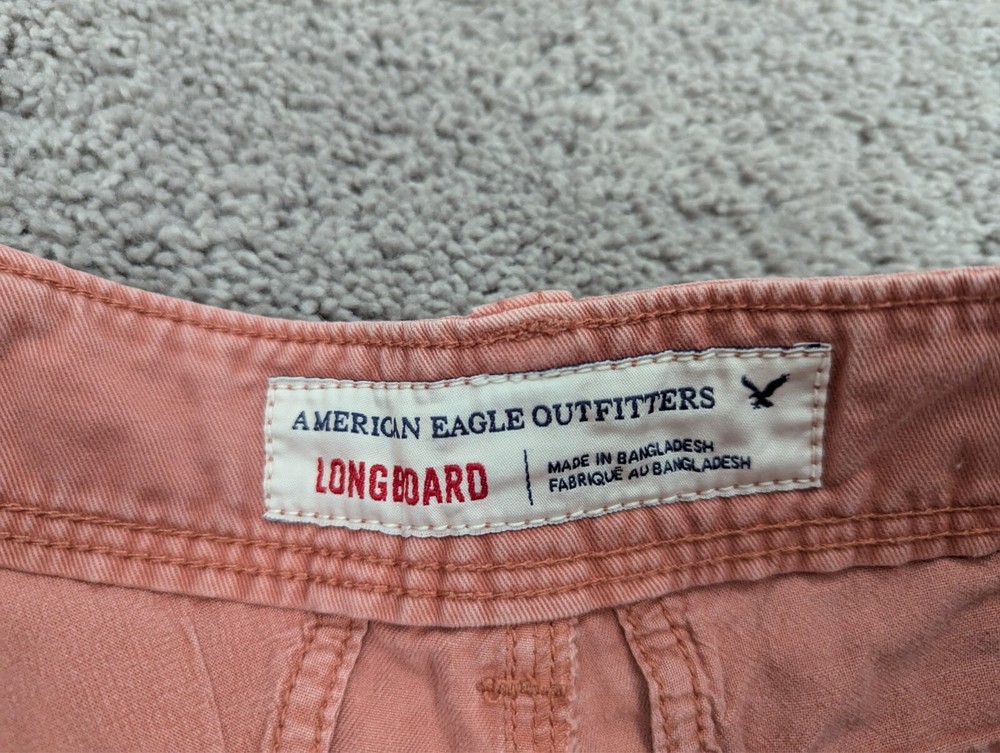 AMERICAN EAGLE OUTFITTERS
LONGBOARD
MADE IN BANGLADESH
FABRIQUÉ AU BANGLADESH